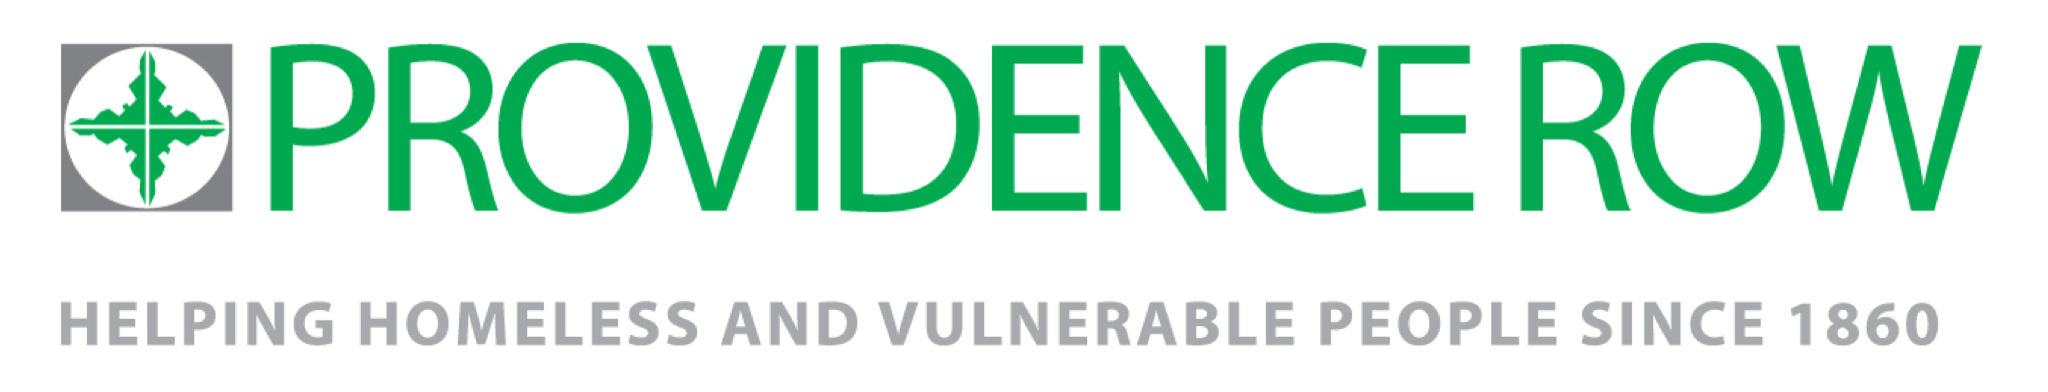 PROVIDENCE ROW
HELPING HOMELESS AND VULNERABLE PEOPLE SINCE 1860